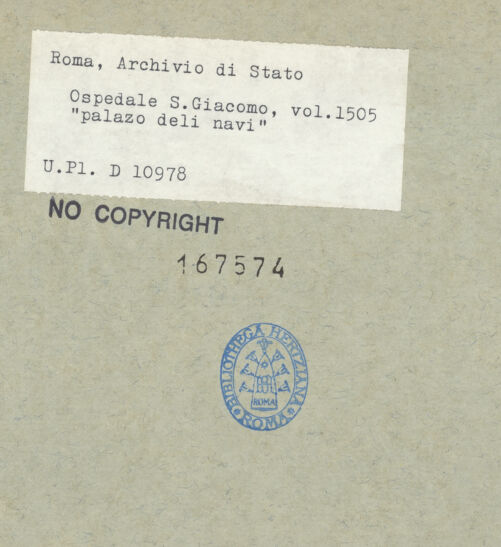 Roma, Archivio di Stato
Ospedale S.Giacomo, vol.1505
"palazo deli navi"
U.Pl. D 10978
NO COPYRIGHT
167574
BIBLIOTHECA HERTZIANA
ROMA
ROMA